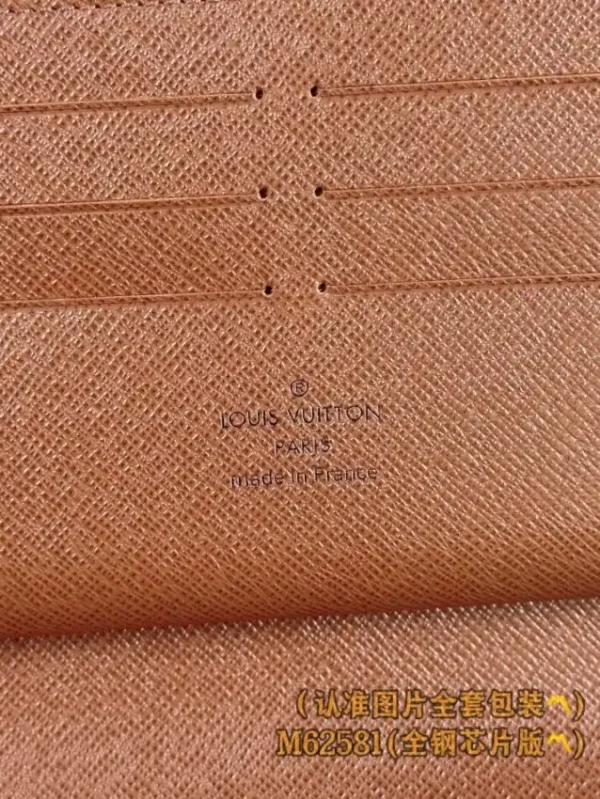 ®
LOUIS VUITTON
PARIS
made in France
(认准图片全套包装〽️)
M62581(全钢芯片版〽️)